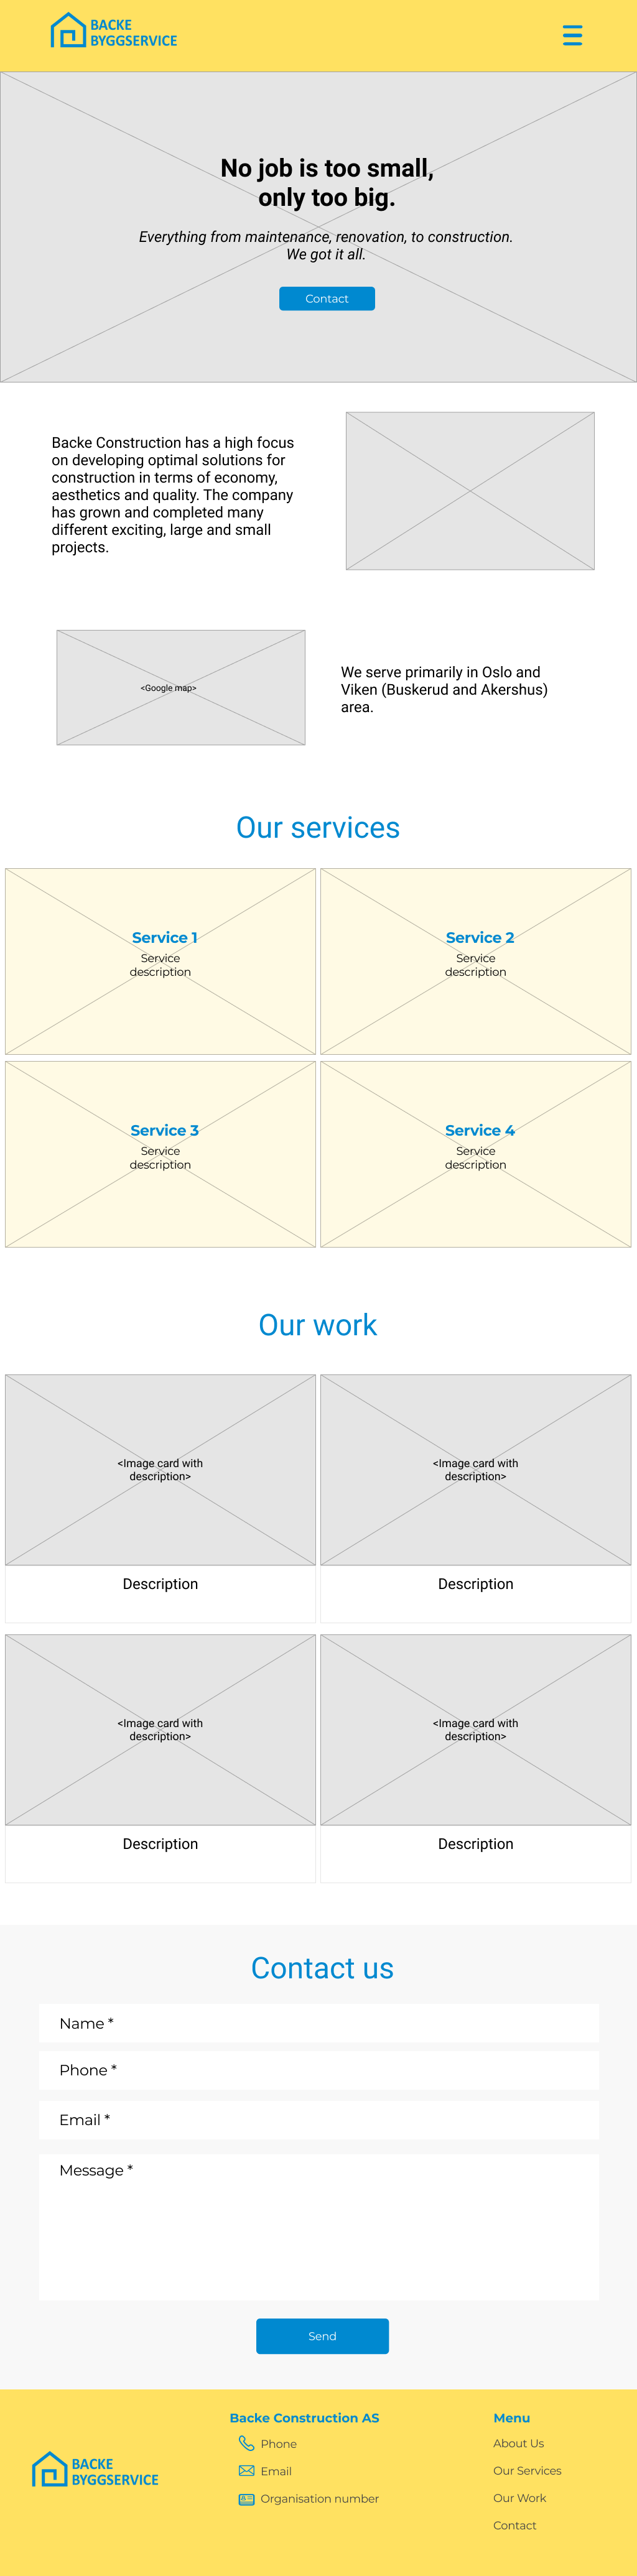 BACKE
BYGGSERVICE
No job is too small,
only too big.
Everything from maintenance, renovation, to construction.
We got it all.
Contact
Backe Construction has a high focus
on developing optimal solutions for
construction in terms of economy,
aesthetics and quality. The company
has grown and completed many
different exciting, large and small
projects.
<Google map>
We serve primarily in Oslo and
Viken (Buskerud and Akershus)
area.
Our services
Service 1
Service
description
Service 2
Service
description
Service 3
Service
description
Service 4
Service
description
Our work
<Image card with
description>
Description
<Image card with
description>
Description
<Image card with
description>
Description
<Image card with
description>
Description
Contact us
Name *
Phone *
Email *
Message *
Send
BACKE
BYGGSERVICE
Backe Construction AS
Phone
Email
Organisation number
Menu
About Us
Our Services
Our Work
Contact